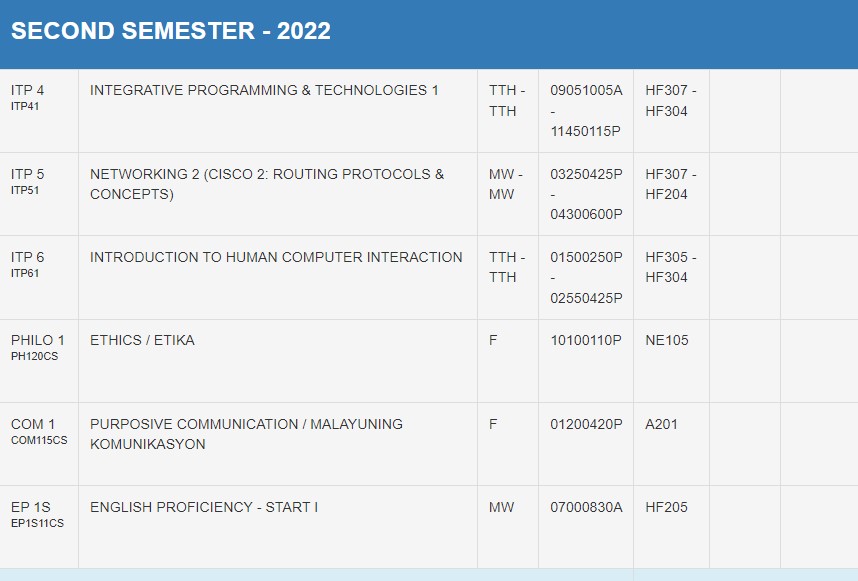 SECOND SEMESTER - 2022
ITP 4
ITP41
INTEGRATIVE PROGRAMMING & TECHNOLOGIES 1
TTH -
TTH
09051005A
-
11450115P
HF307 -
HF304
ITP 5
ITP51
NETWORKING 2 (CISCO 2: ROUTING PROTOCOLS &
CONCEPTS)
MW -
MW
03250425P
-
04300600P
HF307 -
HF204
ITP 6
ITP61
INTRODUCTION TO HUMAN COMPUTER INTERACTION
TTH -
TTH
01500250P
-
02550425P
HF305 -
HF304
PHILO 1
PH120CS
ETHICS / ETIKA
F
10100110P
NE105
COM 1
COM115CS
PURPOSIVE COMMUNICATION / MALAYUNING
KOMUNIKASYON
F
01200420P
A201
EP 1S
EP1S11CS
ENGLISH PROFICIENCY - START I
MW
07000830A
HF205